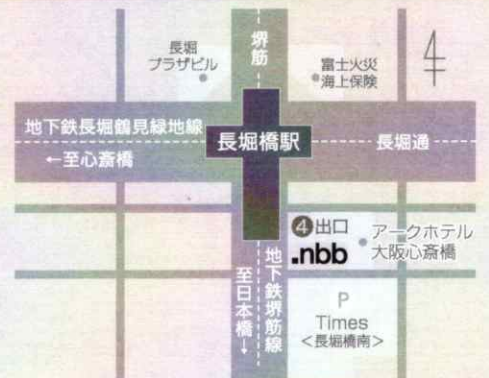 長堀
プラザビル
堺筋
富士火災
海上保険
地下鉄長堀鶴見緑地線
←至心斎橋
長堀橋駅
長堀通
4出口
.nbb
アークホテル
大阪心斎橋
地下鉄堺筋線
至日本橋→
P
Times
<長堀橋南>